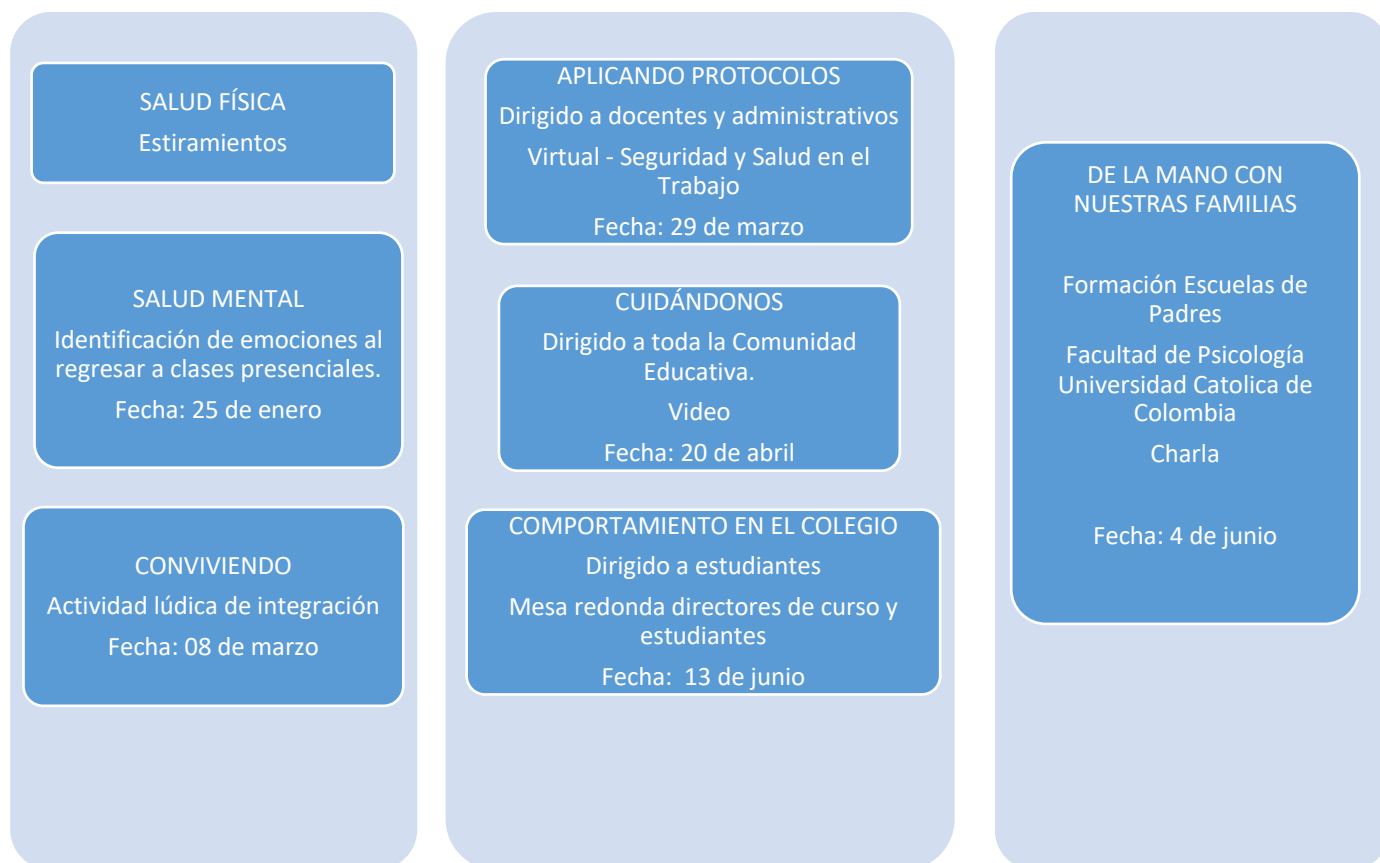 SALUD FÍSICA
Estiramientos
SALUD MENTAL
Identificación de emociones al
regresar a clases presenciales.
Fecha: 25 de enero
CONVIVIENDO
Actividad lúdica de integración
Fecha: 08 de marzo
APLICANDO PROTOCOLOS
Dirigido a docentes y administrativos
Virtual - Seguridad y Salud en el
Trabajo
Fecha: 29 de marzo
CUIDÁNDONOS
Dirigido a toda la Comunidad
Educativa.
Video
Fecha: 20 de abril
COMPORTAMIENTO EN EL COLEGIO
Dirigido a estudiantes
Mesa redonda directores de curso y
estudiantes
Fecha: 13 de junio
DE LA MANO CON
NUESTRAS FAMILIAS
Formación Escuelas de
Padres
Facultad de Psicología
Universidad Catolica de
Colombia
Charla
Fecha: 4 de junio